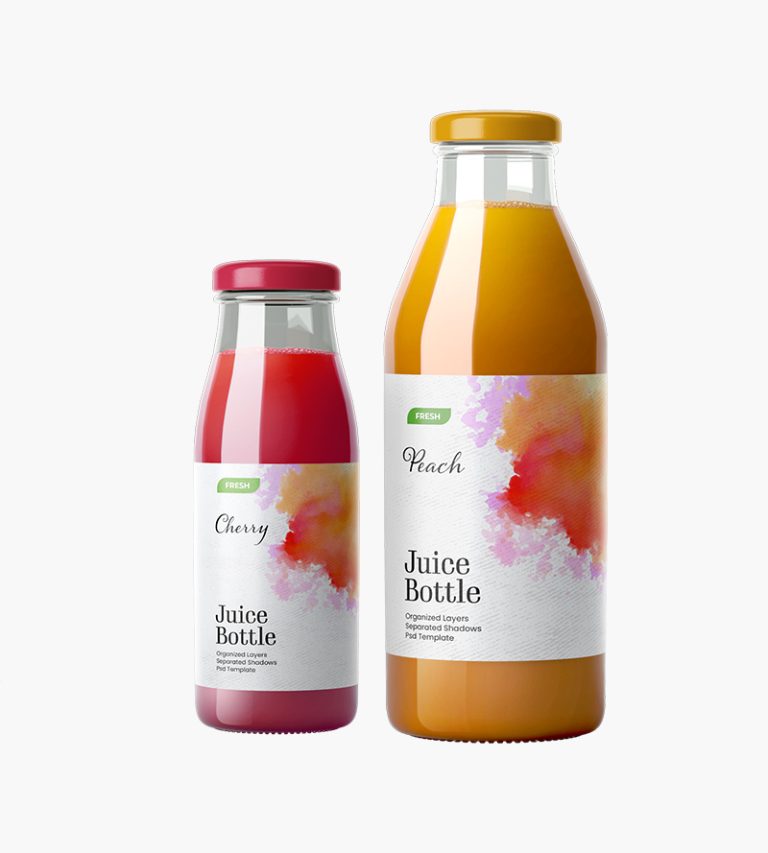 FRESH
Cherry
Juice
Bottle
Organized Layers
Separated Shadows
Psd Template
FRESH
Peach
Juice
Bottle
Organized Layers
Separated Shadows
Psd Template